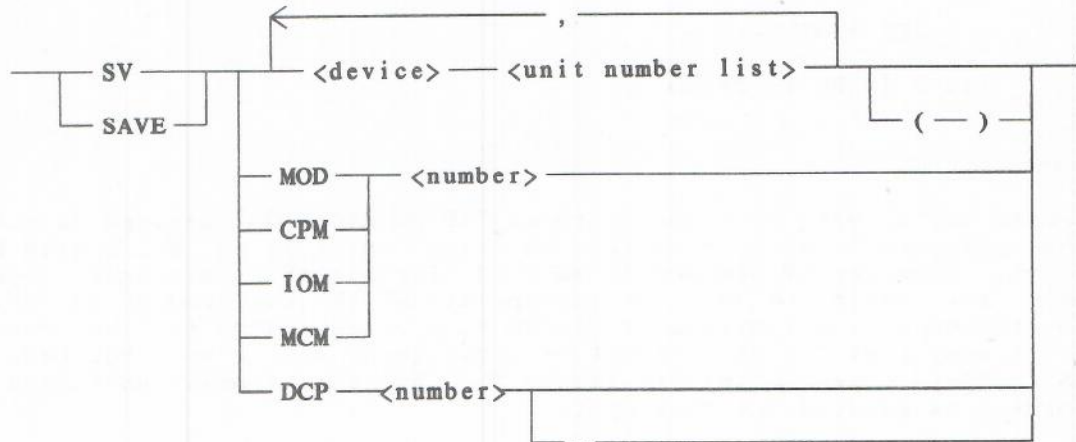 ,
SV <device> <unit number list>
SAVE ( — )
MOD <number>
CPM
IOM
MCM
DCP <number>